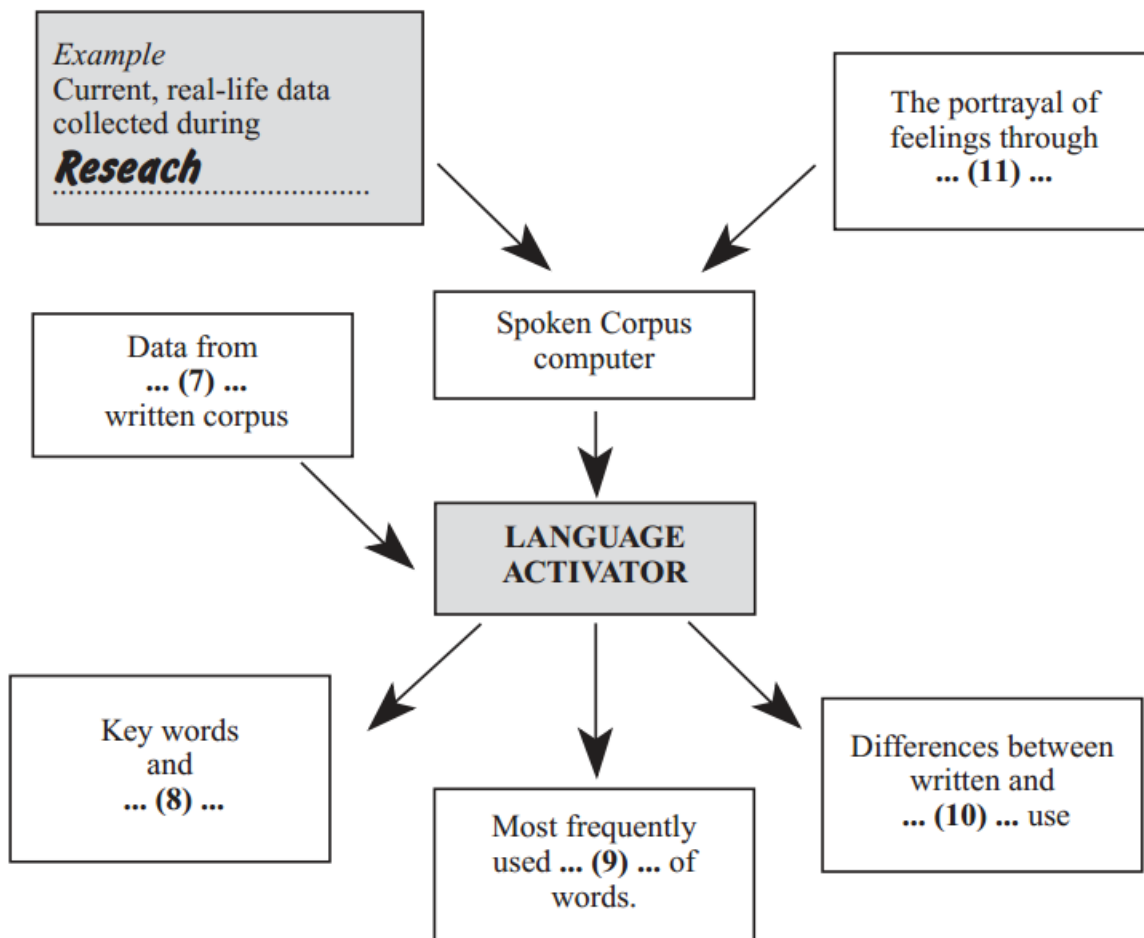 Example
Current, real-life data
collected during
Reseach
The portrayal of
feelings through
... (11) ...
Spoken Corpus
computer
Data from
... (7) ...
written corpus
LANGUAGE
ACTIVATOR
Key words
and
... (8) ...
Most frequently
used ... (9) ... of
words.
Differences between
written and
... (10) ... use